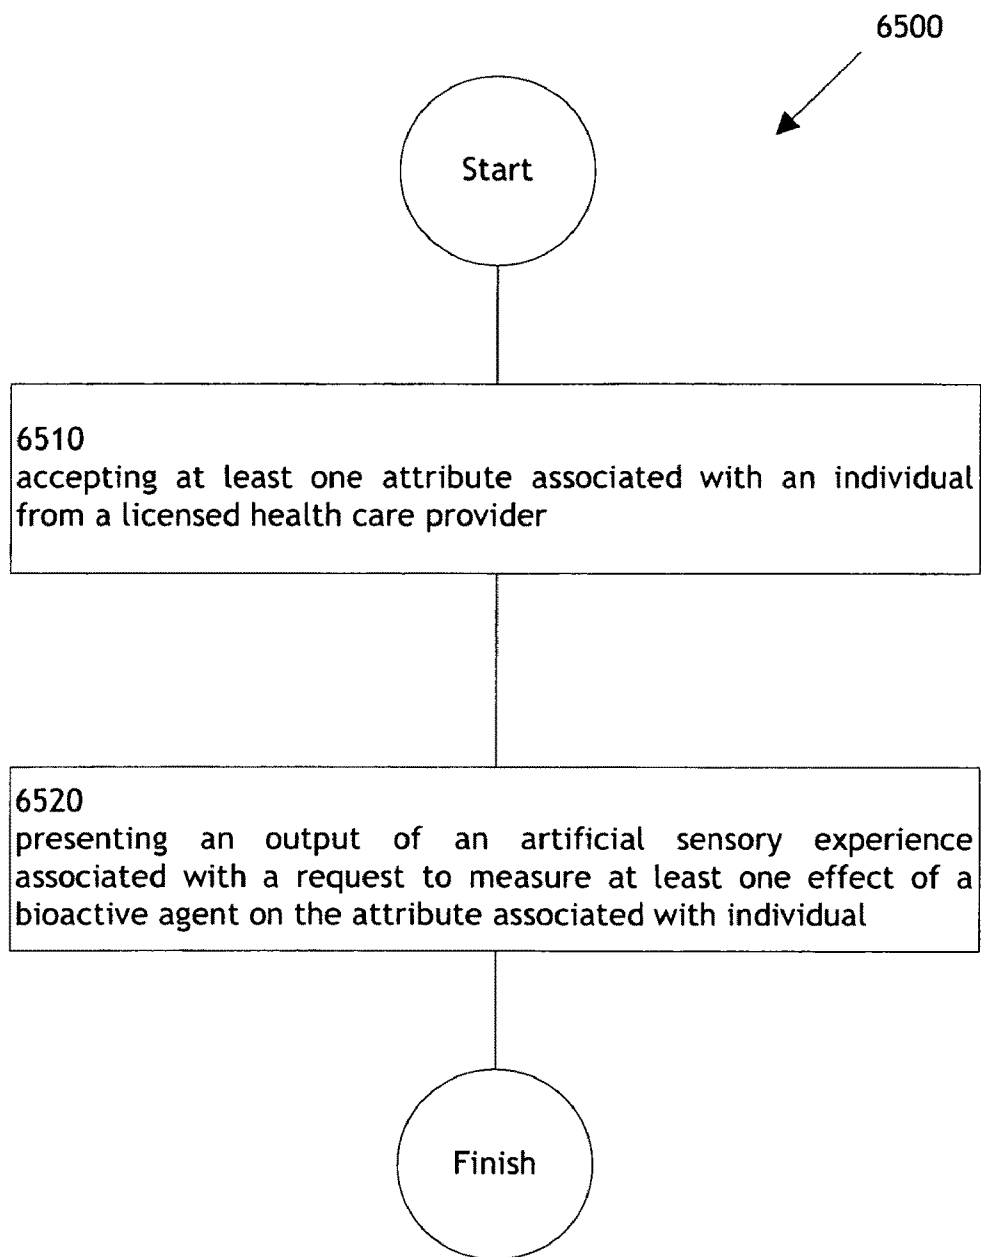 6500
Start
6510
accepting at least one attribute associated with an individual
from a licensed health care provider
6520
presenting an output of an artificial sensory experience
associated with a request to measure at least one effect of a
bioactive agent on the attribute associated with individual
Finish